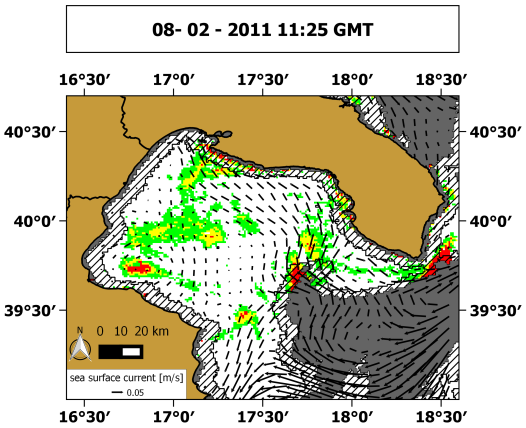 08- 02 - 2011 11:25 GMT
16°30’ 17°0’ 17°30’ 18°0’ 18°30’
40°30’ 40°30’
40°0’ 40°0’
39°30’ 39°30’
N
0 10 20 km
sea surface current [m/s]
0.05
16°30’ 17°0’ 17°30’ 18°0’ 18°30’